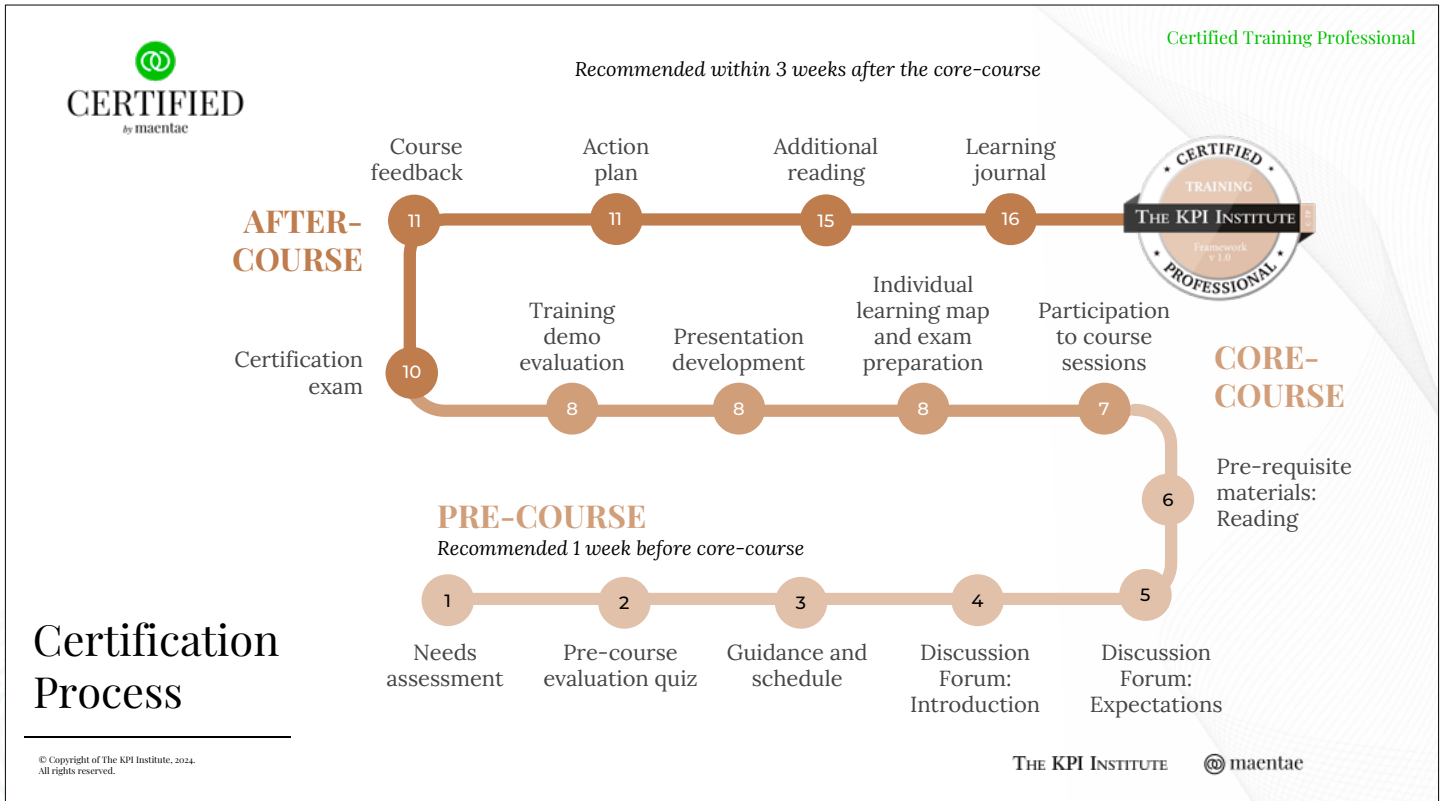 Certified Training Professional
CERTIFIED
by maentae
Recommended within 3 weeks after the core-course
Course
feedback
Action
plan
Additional
reading
Learning
journal
AFTER-
COURSE
11
11
15
16
CERTIFIED
TRAINING
THE KPI INSTITUTE
Framework
v 1.0
PROFESSIONAL
Certification
exam
10
Training
demo
evaluation
Presentation
development
Individual
learning map
and exam
preparation
Participation
to course
sessions
CORE-
COURSE
8
8
8
7
6
Pre-requisite
materials:
Reading
PRE-COURSE
Recommended 1 week before core-course
1
2
3
4
5
Needs
assessment
Pre-course
evaluation quiz
Guidance and
schedule
Discussion
Forum:
Introduction
Discussion
Forum:
Expectations
Certification
Process
© Copyright of The KPI Institute, 2024.
All rights reserved.
THE KPI INSTITUTE
maentae